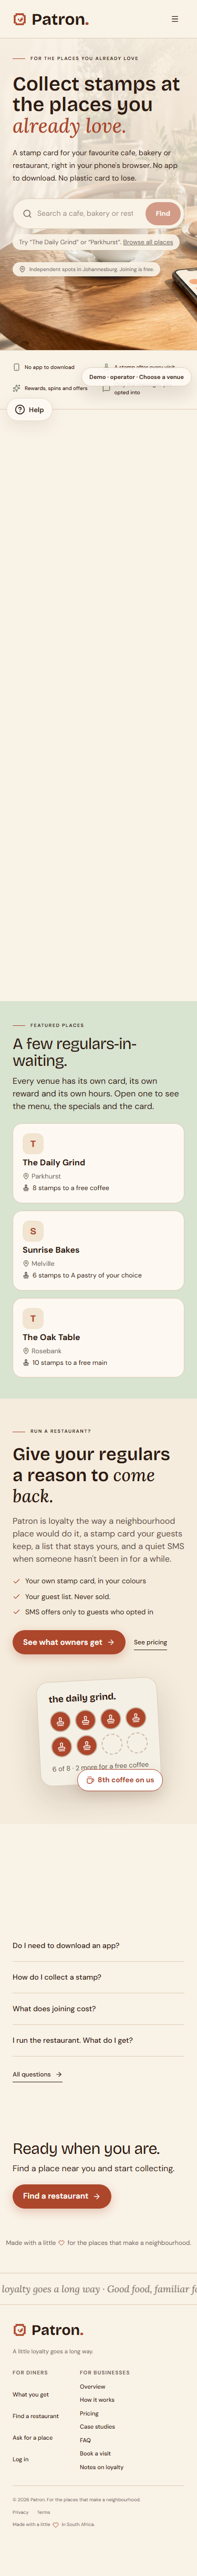 Patron.
FOR THE PLACES YOU ALREADY LOVE
Collect stamps at
the places you
already love.
A stamp card for your favourite cafe, bakery or
restaurant, right in your phone's browser. No app
to download. No plastic card to lose.
Search a cafe, bakery or rest
Find
Try "The Daily Grind" or "Parkhurst". Browse all places
Independent spots in Johannesburg. Joining is free.
No app to download
Demo · operator · Choose a venue
Rewards, spins and offers
opted into
Help
FEATURED PLACES
A few regulars-in-
waiting.
Every venue has its own card, its own
reward and its own hours. Open one to see
the menu, the specials and the card.
T
The Daily Grind
Parkhurst
8 stamps to a free coffee
S
Sunrise Bakes
Melville
6 stamps to A pastry of your choice
T
The Oak Table
Rosebank
10 stamps to a free main
RUN A RESTAURANT?
Give your regulars
a reason to come
back.
Patron is loyalty the way a neighbourhood
place would do it, a stamp card your guests
keep, a list that stays yours, and a quiet SMS
when someone hasn't been in for a while.
Your own stamp card, in your colours
Your guest list. Never sold.
SMS offers only to guests who opted in
See what owners get
See pricing
the daily grind.
6 of 8 · 2 more for a free coffee
8th coffee on us
Do I need to download an app?
How do I collect a stamp?
What does joining cost?
I run the restaurant. What do I get?
All questions
Ready when you are.
Find a place near you and start collecting.
Find a restaurant
Made with a little for the places that make a neighbourhood.
loyalty goes a long way · Good food, familiar
Patron.
A little loyalty goes a long way.
FOR DINERS
What you get
Find a restaurant
Ask for a place
Log in
FOR BUSINESSES
Overview
How it works
Pricing
Case studies
FAQ
Book a visit
Notes on loyalty
© 2026 Patron. For the places that make a neighbourhood.
Privacy Terms
Made with a little in South Africa.